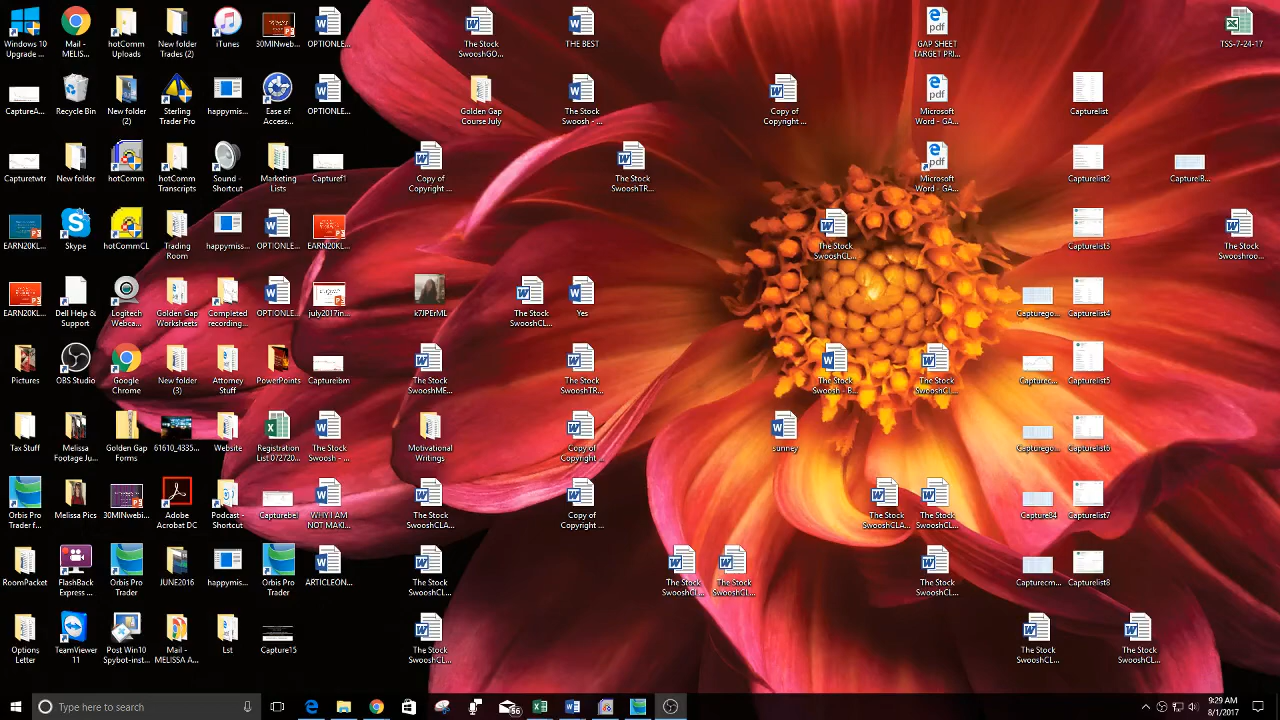 Windows 10
Upgrade ...
Mail -
MELIS...
hotComm
Uploads
New folder
Trades (2)
iTunes
30MINweb...
OPTIONLE...
The Stock
SwooshGO...
THE BEST
GAP SHEET
TARGET PRI...
GS-7-24-17
CaptureA...
Recycle Bin
New folder
(2)
Sterling
Trader Pro
happymiss...
Ease of
Access...
OPTIONLE...
Golden Gap
Course July
The Stock
Swoosh - ...
Copy of
Copyright ...
Microsoft
Word - GA...
Capturelist
Capturetwtr
New folder
hotComm
hotComm
Transcripts
Sound -
Shortcut
Marketing
Lists
Capturef1
Copy of
Copyright ...
The Stock
SwooshTR...
Microsoft
Word - GA...
Capturelist2
CaptureIB...
EARN20KL...
Skype
hotCommCL
Trading
Room
happymiss...
OPTIONLE...
EARN20KL...
The Stock
SwooshCL...
Capturelist3
The Stock
Swooshroo...
EARN20KL...
Dell Help &
Support
Logitech
Webca...
Golden Gap
Worksheets
Completed
recording...
OPTIONLE...
july2017in...
k7JPErML
The Stock
SwooshCL...
Yes
Capturego...
Capturelist4
Pictures
OBS Studio
Google
Chrome
New folder
(3)
Attorney
Stuff
PowerPoints
Captureibm
The Stock
SwooshME...
The Stock
SwooshTR...
The Stock
Swoosh - B...
The Stock
SwooshCL...
Capturec...
Capturelist5
Tax Stuff
Melissa
Footage Ju...
Golden Gap
Forms
61610_4335...
Website
Registration
List 072720...
The Stock
Swoosh - ...
Motivational
Writings
Copy of
Copyright ...
sunney
Capturego...
Capturelist6
Orbis Pro
Trader f...
Melissa Pics
30MINwebi...
Adobe
Acrobat DC
Podcast -
Shortcut
Capturebet
WHY I AM
NOT MAKI...
The Stock
SwooshCLA...
Copy of
Copyright ...
The Stock
SwooshCLA...
The Stock
SwooshCL...
Capture84
Capturelist7
RoomPacket
FlashBack
Express ...
Orbis Pro
Trader
JUNE2016
happymis...
Orbis Pro
Trader
ARTICLEON...
The Stock
SwooshCL...
The Stock
SwooshCL...
The Stock
SwooshCL...
The Stock
SwooshCL...
Capturecm...
Capturelist8
Options
Letter
TeamViewer
11
Post Win10
Spybot-inst...
Mail -
MELISSA A...
Lst
Capture15
The Stock
SwooshCL...
The Stock
SwooshCL...
The Stock
SwooshCL...
Type here to search
66
9:29 AM
8/1/2017